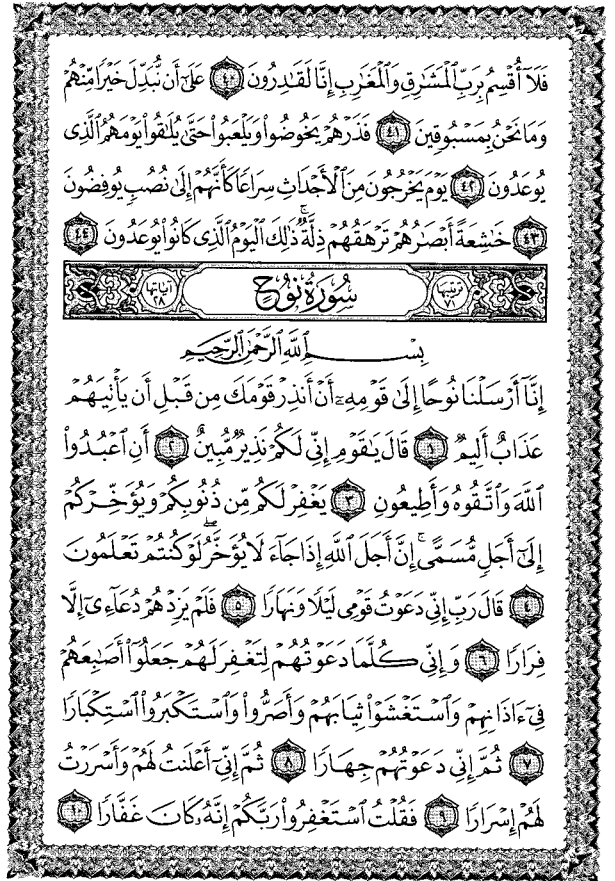 فَلَآ أُقْسِمُ بِرَبِّ ٱلْمَشَٰرِقِ وَٱلْمَغَٰرِبِ إِنَّا لَقَٰدِرُونَ ٤٠ عَلَىٰٓ أَن نُّبَدِّلَ خَيْرًا مِّنْهُمْ
وَمَا نَحْنُ بِمَسْبُوقِينَ ٤١ فَذَرْهُمْ يَخُوضُوا۟ وَيَلْعَبُوا۟ حَتَّىٰ يُلَٰقُوا۟ يَوْمَهُمُ ٱلَّذِى
يُوعَدُونَ ٤٢ يَوْمَ يَخْرُجُونَ مِنَ ٱلْأَجْدَاثِ سِرَاعًا كَأَنَّهُمْ إِلَىٰ نُصُبٍ يُوفِضُونَ
٤٣ خَٰشِعَةً أَبْصَٰرُهُمْ تَرْهَقُهُمْ ذِلَّةٌ ۚ ذَٰلِكَ ٱلْيَوْمُ ٱلَّذِى كَانُوا۟ يُوعَدُونَ ٤٤
ترتيبها ٧١ سُورَةُ نُوحٍ آياتها ٢٨
بِسْمِ ٱللَّهِ ٱلرَّحْمَٰنِ ٱلرَّحِيمِ
إِنَّآ أَرْسَلْنَا نُوحًا إِلَىٰ قَوْمِهِۦٓ أَنْ أَنذِرْ قَوْمَكَ مِن قَبْلِ أَن يَأْتِيَهُمْ
عَذَابٌ أَلِيمٌ ١ قَالَ يَٰقَوْمِ إِنِّى لَكُمْ نَذِيرٌ مُّبِينٌ ٢ أَنِ ٱعْبُدُوا۟
ٱللَّهَ وَٱتَّقُوهُ وَأَطِيعُونِ ٣ يَغْفِرْ لَكُم مِّن ذُنُوبِكُمْ وَيُؤَخِّرْكُمْ
إِلَىٰٓ أَجَلٍ مُّسَمًّى ۚ إِنَّ أَجَلَ ٱللَّهِ إِذَا جَآءَ لَا يُؤَخَّرُ ۖ لَوْ كُنتُمْ تَعْلَمُونَ
٤ قَالَ رَبِّ إِنِّى دَعَوْتُ قَوْمِى لَيْلًا وَنَهَارًا ٥ فَلَمْ يَزِدْهُمْ دُعَآءِىٓ إِلَّا
فِرَارًا ٦ وَإِنِّى كُلَّمَا دَعَوْتُهُمْ لِتَغْفِرَ لَهُمْ جَعَلُوٓا۟ أَصَٰبِعَهُمْ
فِىٓ ءَاذَانِهِمْ وَٱسْتَغْشَوْا۟ ثِيَابَهُمْ وَأَصَرُّوا۟ وَٱسْتَكْبَرُوا۟ ٱسْتِكْبَارًا
٧ ثُمَّ إِنِّى دَعَوْتُهُمْ جِهَارًا ٨ ثُمَّ إِنِّىٓ أَعْلَنتُ لَهُمْ وَأَسْرَرْتُ
لَهُمْ إِسْرَارًا ٩ فَقُلْتُ ٱسْتَغْفِرُوا۟ رَبَّكُمْ إِنَّهُۥ كَانَ غَفَّارًا ١٠